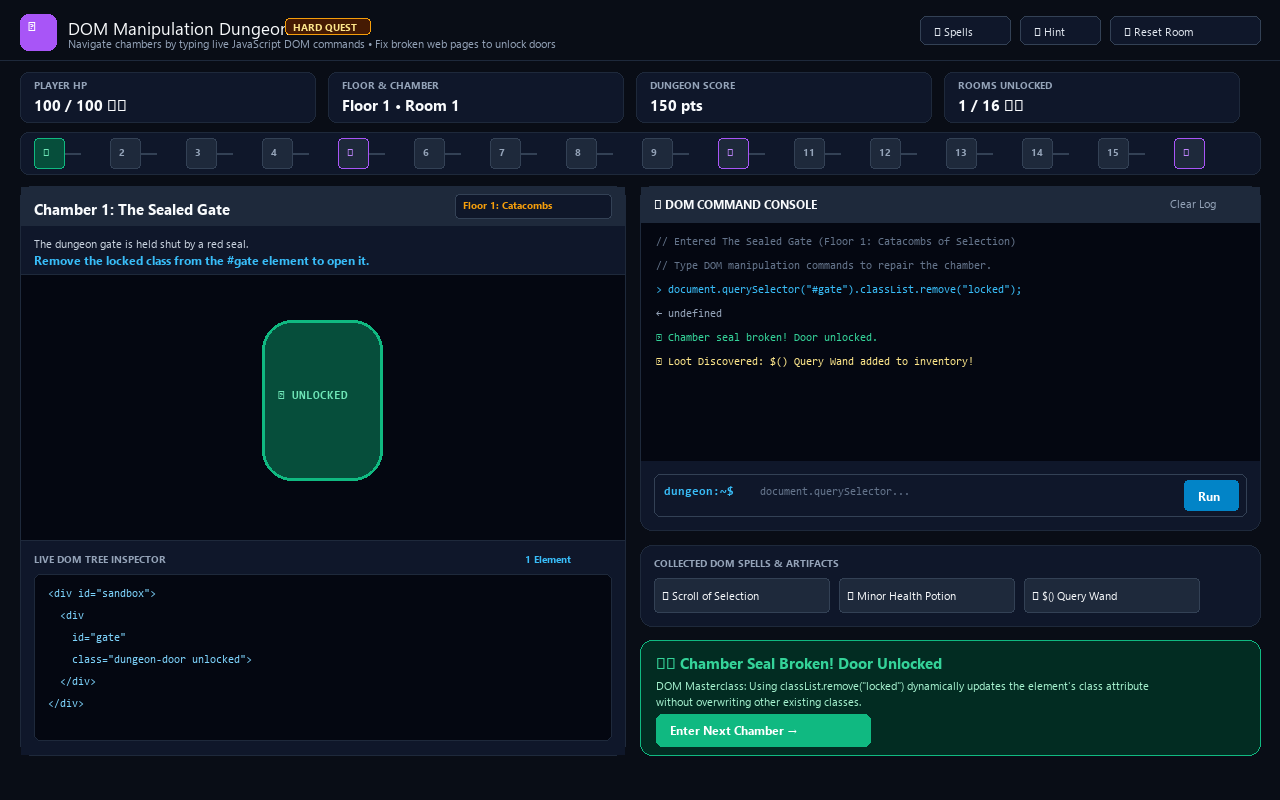 DOM Manipulation Dungeon
HARD QUEST
Navigate chambers by typing live JavaScript DOM commands • Fix broken web pages to unlock doors
Spells
Hint
Reset Room
PLAYER HP
100 / 100
FLOOR & CHAMBER
Floor 1 • Room 1
DUNGEON SCORE
150 pts
ROOMS UNLOCKED
1 / 16
2
3
4
6
7
8
9
11
12
13
14
15
Chamber 1: The Sealed Gate
Floor 1: Catacombs
The dungeon gate is held shut by a red seal.
Remove the locked class from the #gate element to open it.
UNLOCKED
LIVE DOM TREE INSPECTOR
1 Element
<div id="sandbox">
<div
id="gate"
class="dungeon-door unlocked">
</div>
</div>
DOM COMMAND CONSOLE
Clear Log
// Entered The Sealed Gate (Floor 1: Catacombs of Selection)
// Type DOM manipulation commands to repair the chamber.
> document.querySelector("#gate").classList.remove("locked");
← undefined
Chamber seal broken! Door unlocked.
Loot Discovered: $() Query Wand added to inventory!
dungeon:~$
document.querySelector...
Run
COLLECTED DOM SPELLS & ARTIFACTS
Scroll of Selection
Minor Health Potion
$() Query Wand
Chamber Seal Broken! Door Unlocked
DOM Masterclass: Using classList.remove("locked") dynamically updates the element's class attribute
without overwriting other existing classes.
Enter Next Chamber →